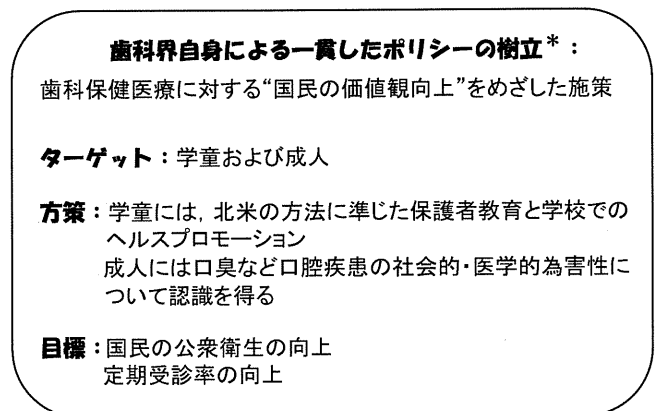 歯科界自身による一貫したポリシーの樹立*：
歯科保健医療に対する“国民の価値観向上”をめざした施策
ターゲット：学童および成人
方策：学童には，北米の方法に準じた保護者教育と学校での
ヘルスプロモーション
成人には口臭など口腔疾患の社会的・医学的為害性に
ついて認識を得る
目標：国民の公衆衛生の向上
定期受診率の向上